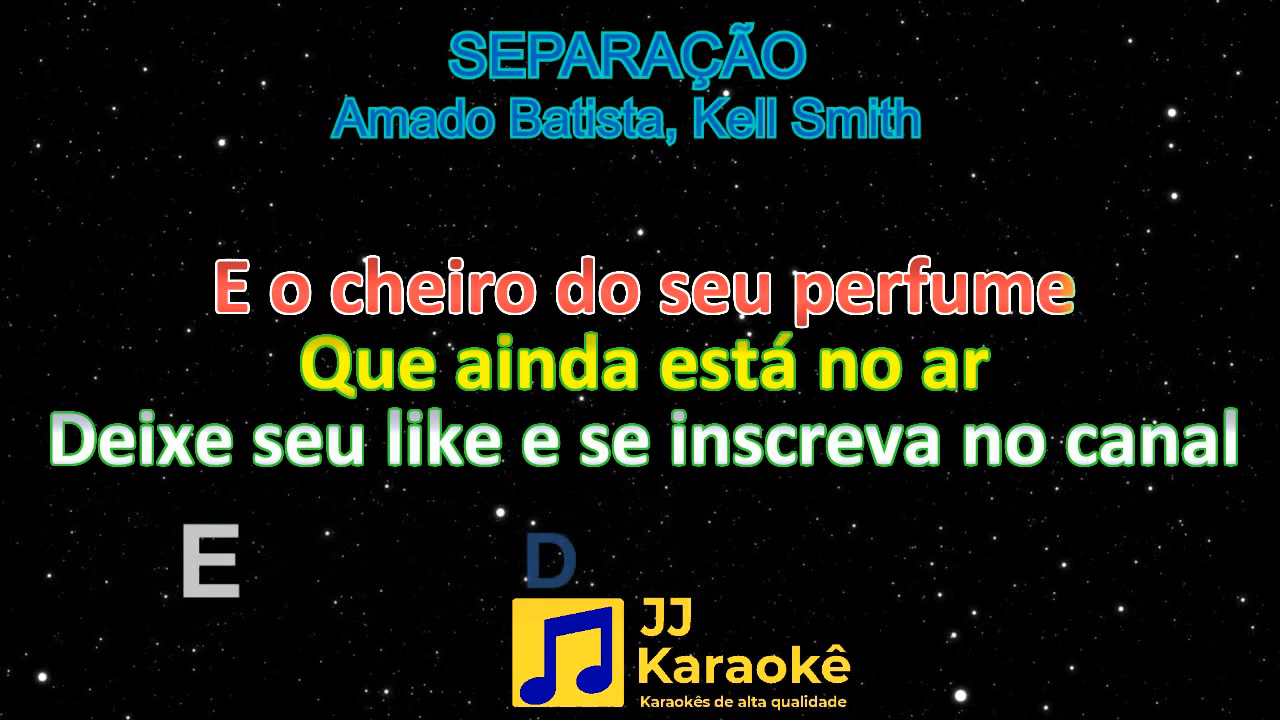 SEPARAÇÃO
Amado Batista, Kell Smith
E o cheiro do seu perfume
Que ainda está no ar
Deixe seu like e se inscreva no canal
E D
JJ
Karaokê
Karaokês de alta qualidade